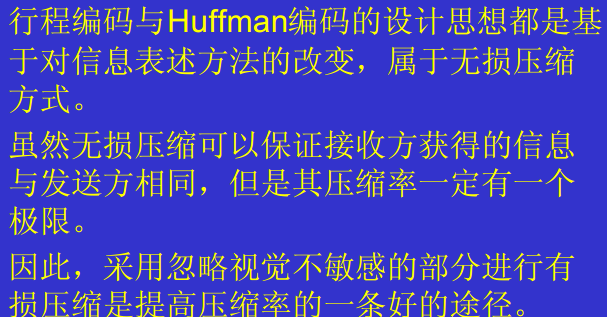 行程编码与Huffman编码的设计思想都是基
于对信息表述方法的改变，属于无损压缩
方式。
虽然无损压缩可以保证接收方获得的信息
与发送方相同，但是其压缩率一定有一个
极限。
因此，采用忽略视觉不敏感的部分进行有
损压缩是提高压缩率的一条好的途径。